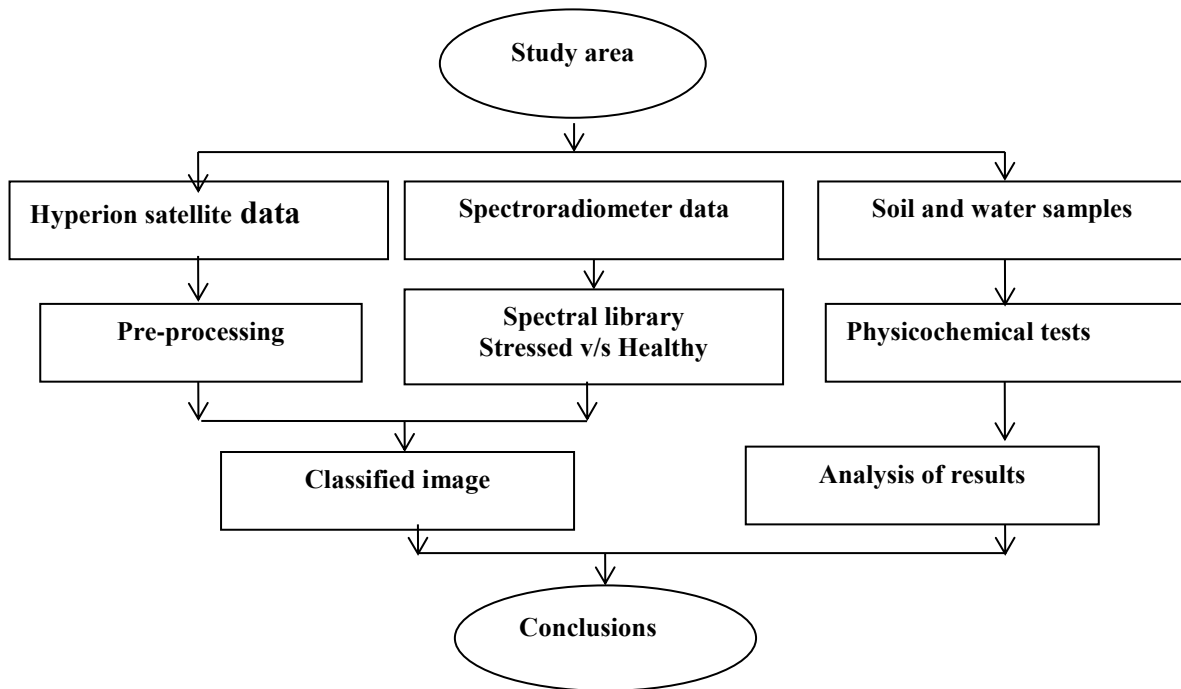 Study area
Hyperion satellite data
Spectroradiometer data
Soil and water samples
Pre-processing
Spectral library
Stressed v/s Healthy
Physicochemical tests
Classified image
Analysis of results
Conclusions